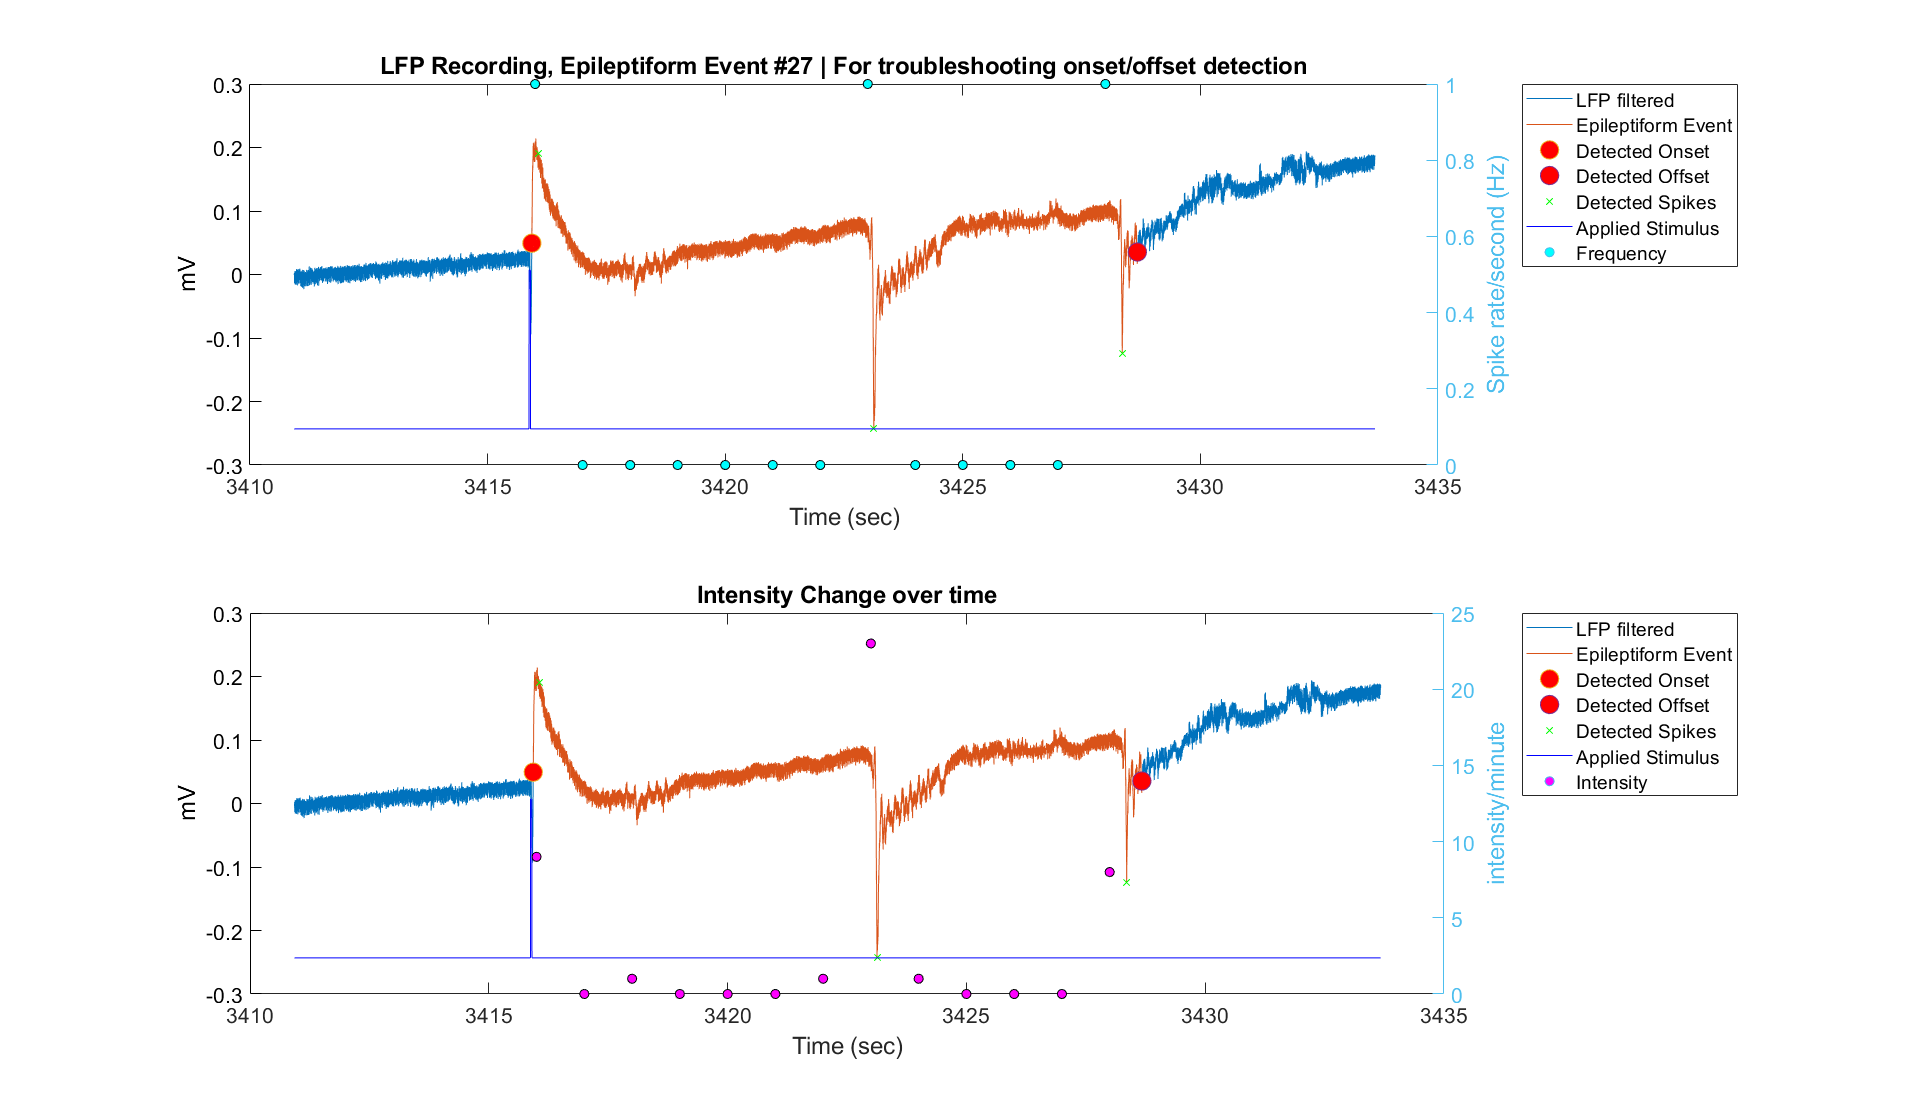 LFP Recording, Epileptiform Event #27 | For troubleshooting onset/offset detection
0.3
0.2
0.1
0
-0.1
-0.2
-0.3
mV
3410
3415
3420
3425
3430
3435
Time (sec)
1
0.8
0.6
0.4
0.2
0
Spike rate/second (Hz)
LFP filtered
Epileptiform Event
Detected Onset
Detected Offset
Detected Spikes
Applied Stimulus
Frequency
Intensity Change over time
0.3
0.2
0.1
0
-0.1
-0.2
-0.3
mV
3410
3415
3420
3425
3430
3435
Time (sec)
25
20
15
10
5
0
intensity/minute
LFP filtered
Epileptiform Event
Detected Onset
Detected Offset
Detected Spikes
Applied Stimulus
Intensity